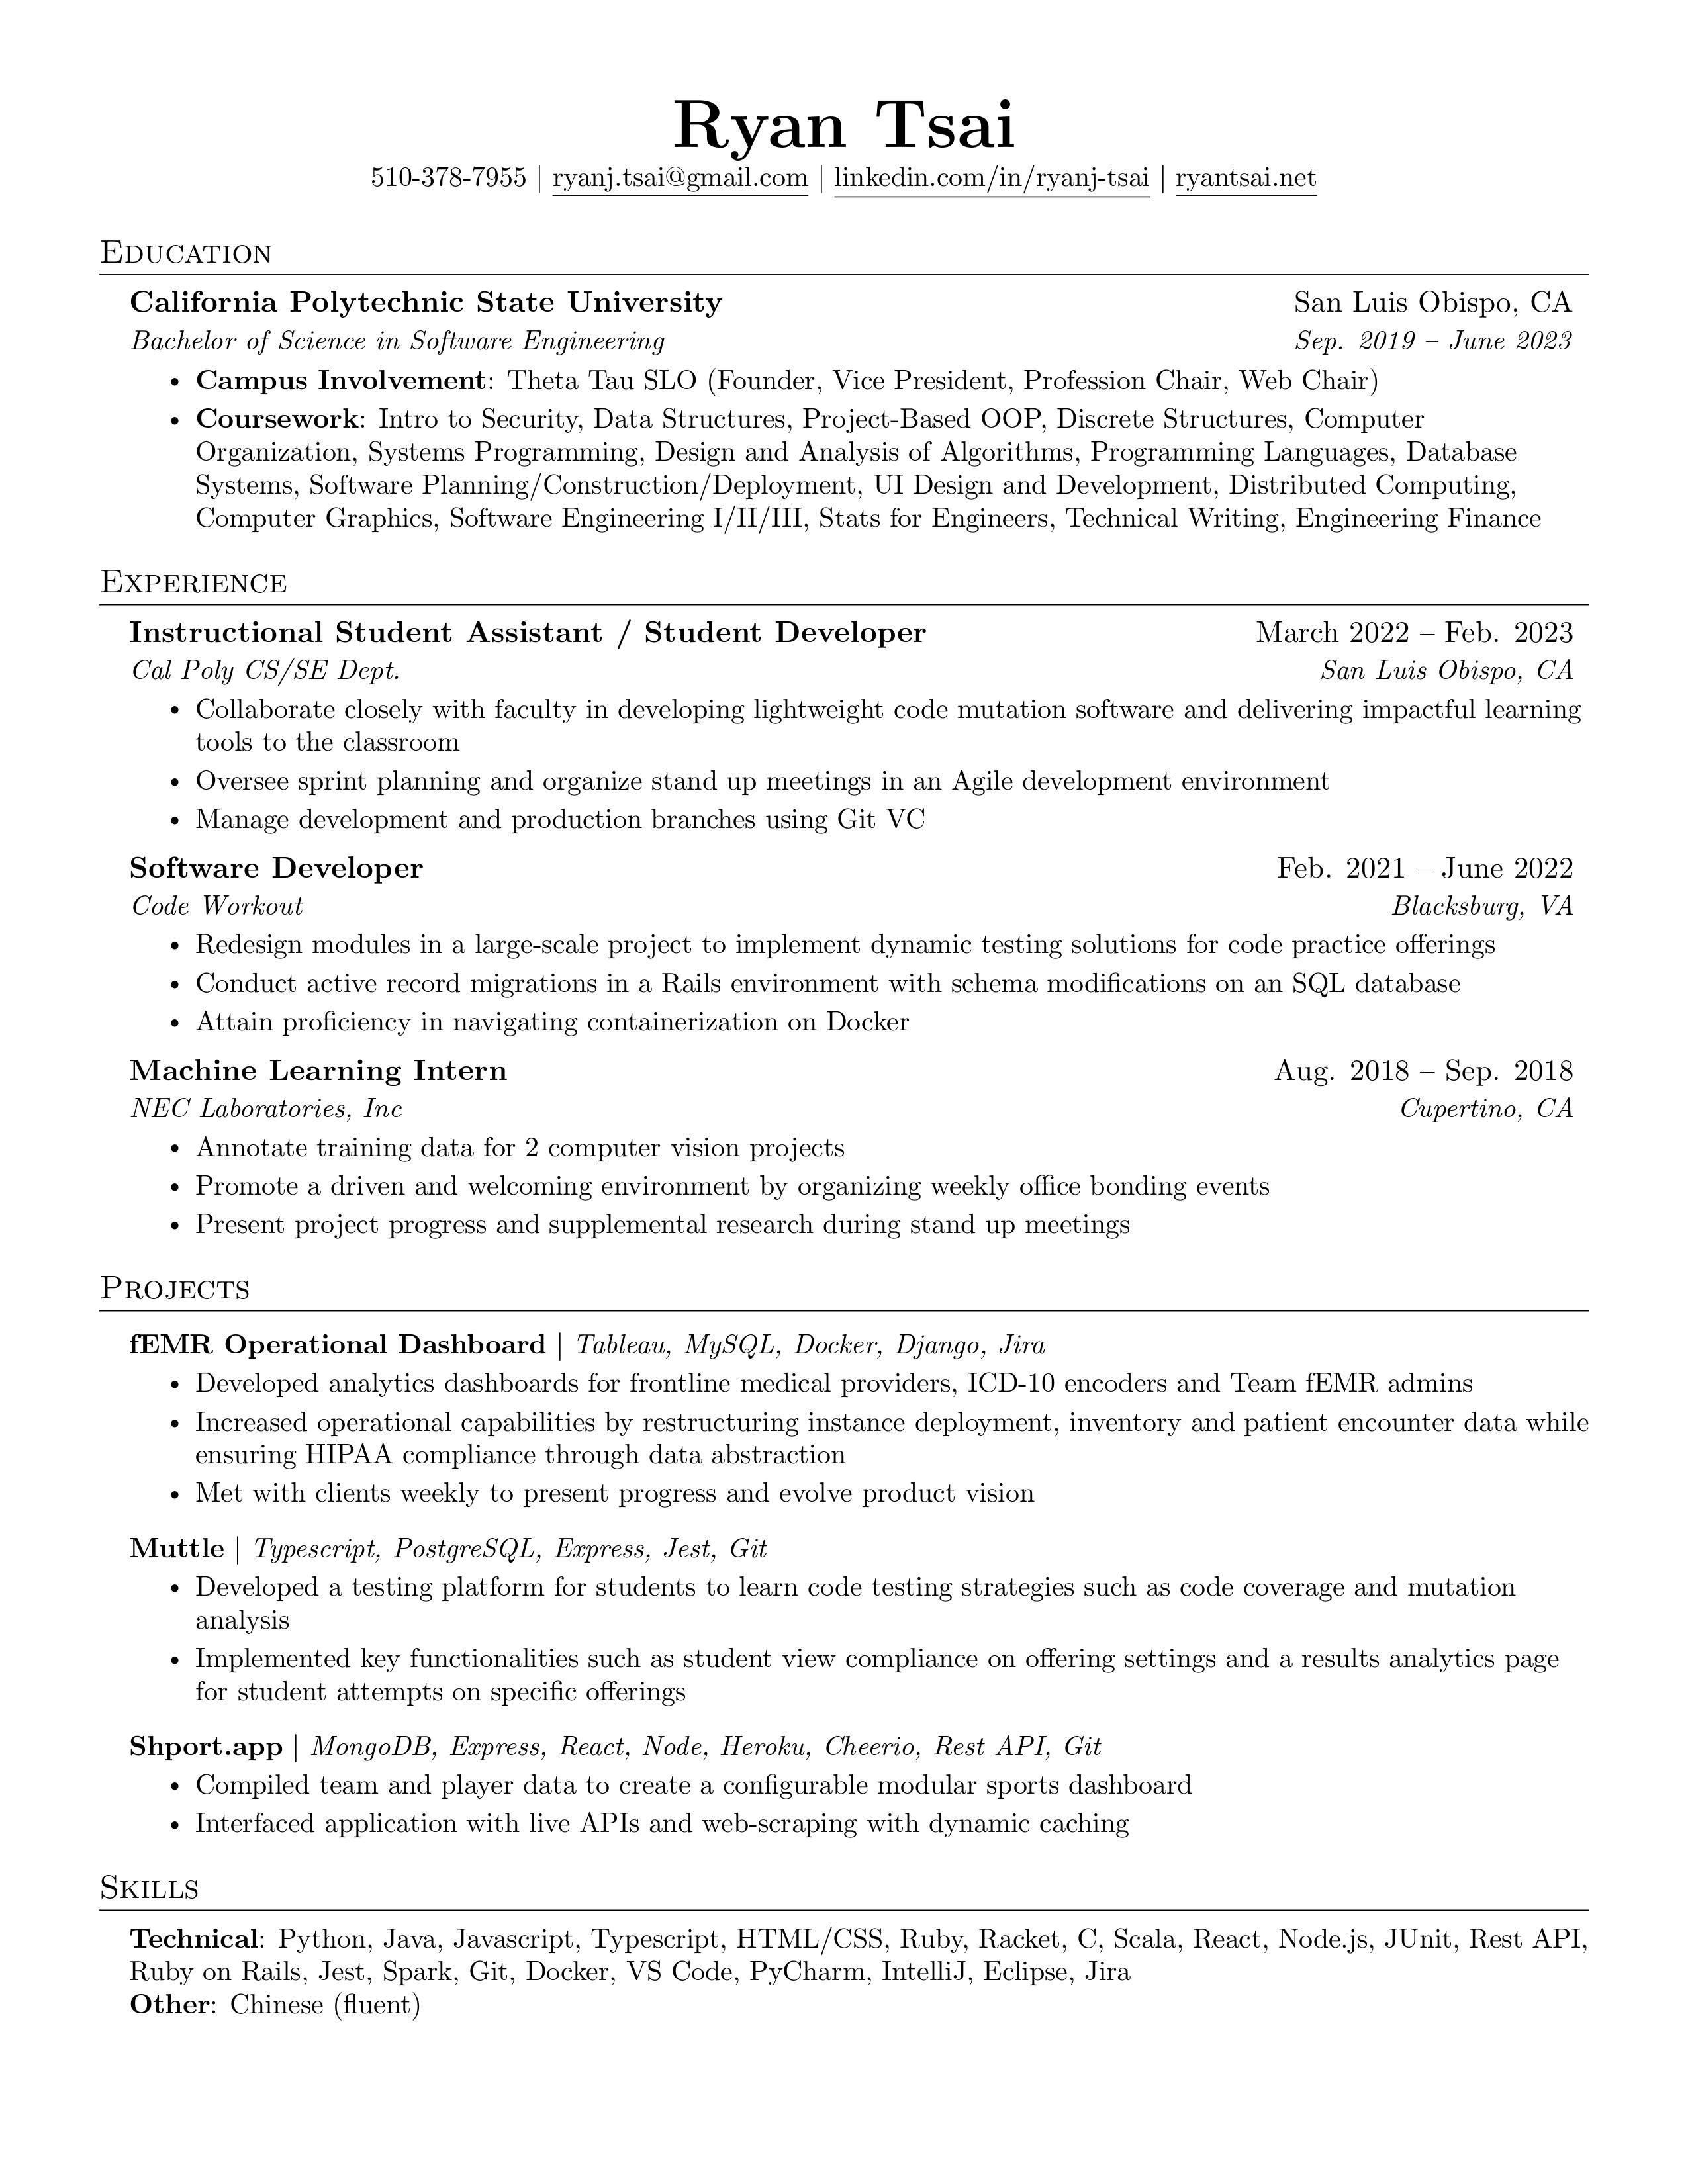 Ryan Tsai
510-378-7955 | ryanj.tsai@gmail.com | linkedin.com/in/ryanj-tsai | ryantsai.net
Education
California Polytechnic State University San Luis Obispo, CA
Bachelor of Science in Software Engineering Sep. 2019 – June 2023
• Campus Involvement: Theta Tau SLO (Founder, Vice President, Profession Chair, Web Chair)
• Coursework: Intro to Security, Data Structures, Project-Based OOP, Discrete Structures, Computer
Organization, Systems Programming, Design and Analysis of Algorithms, Programming Languages, Database
Systems, Software Planning/Construction/Deployment, UI Design and Development, Distributed Computing,
Computer Graphics, Software Engineering I/II/III, Stats for Engineers, Technical Writing, Engineering Finance
Experience
Instructional Student Assistant / Student Developer March 2022 – Feb. 2023
Cal Poly CS/SE Dept. San Luis Obispo, CA
• Collaborate closely with faculty in developing lightweight code mutation software and delivering impactful learning
tools to the classroom
• Oversee sprint planning and organize stand up meetings in an Agile development environment
• Manage development and production branches using Git VC
Software Developer Feb. 2021 – June 2022
Code Workout Blacksburg, VA
• Redesign modules in a large-scale project to implement dynamic testing solutions for code practice offerings
• Conduct active record migrations in a Rails environment with schema modifications on an SQL database
• Attain proficiency in navigating containerization on Docker
Machine Learning Intern Aug. 2018 – Sep. 2018
NEC Laboratories, Inc Cupertino, CA
• Annotate training data for 2 computer vision projects
• Promote a driven and welcoming environment by organizing weekly office bonding events
• Present project progress and supplemental research during stand up meetings
Projects
fEMR Operational Dashboard | Tableau, MySQL, Docker, Django, Jira
• Developed analytics dashboards for frontline medical providers, ICD-10 encoders and Team fEMR admins
• Increased operational capabilities by restructuring instance deployment, inventory and patient encounter data while
ensuring HIPAA compliance through data abstraction
• Met with clients weekly to present progress and evolve product vision
Muttle | Typescript, PostgreSQL, Express, Jest, Git
• Developed a testing platform for students to learn code testing strategies such as code coverage and mutation
analysis
• Implemented key functionalities such as student view compliance on offering settings and a results analytics page
for student attempts on specific offerings
Shport.app | MongoDB, Express, React, Node, Heroku, Cheerio, Rest API, Git
• Compiled team and player data to create a configurable modular sports dashboard
• Interfaced application with live APIs and web-scraping with dynamic caching
Skills
Technical: Python, Java, Javascript, Typescript, HTML/CSS, Ruby, Racket, C, Scala, React, Node.js, JUnit, Rest API,
Ruby on Rails, Jest, Spark, Git, Docker, VS Code, PyCharm, IntelliJ, Eclipse, Jira
Other: Chinese (fluent)